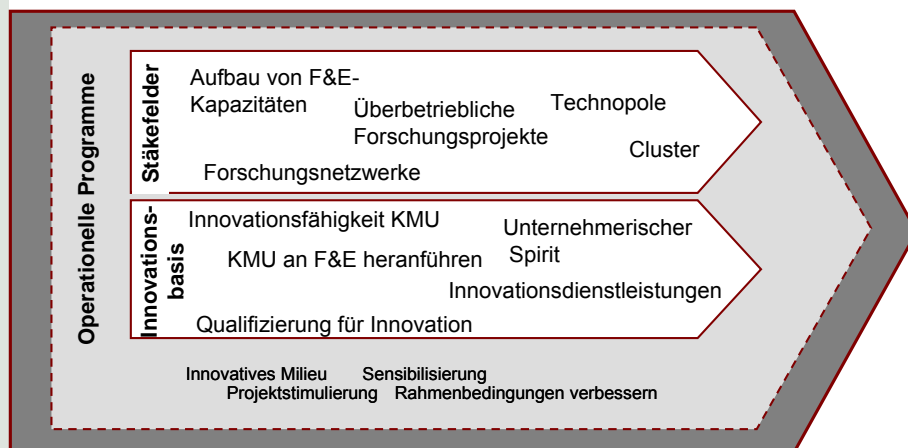 Operationelle Programme
Stäkefelder
Aufbau von F&E-
Kapazitäten
Überbetriebliche
Forschungsprojekte
Technopole
Cluster
Forschungsnetzwerke
Innovations-
basis
Innovationsfähigkeit KMU
Unternehmerischer
Spirit
KMU an F&E heranführen
Innovationsdienstleistungen
Qualifizierung für Innovation
Innovatives Milieu Sensibilisierung
Projektstimulierung Rahmenbedingungen verbessern